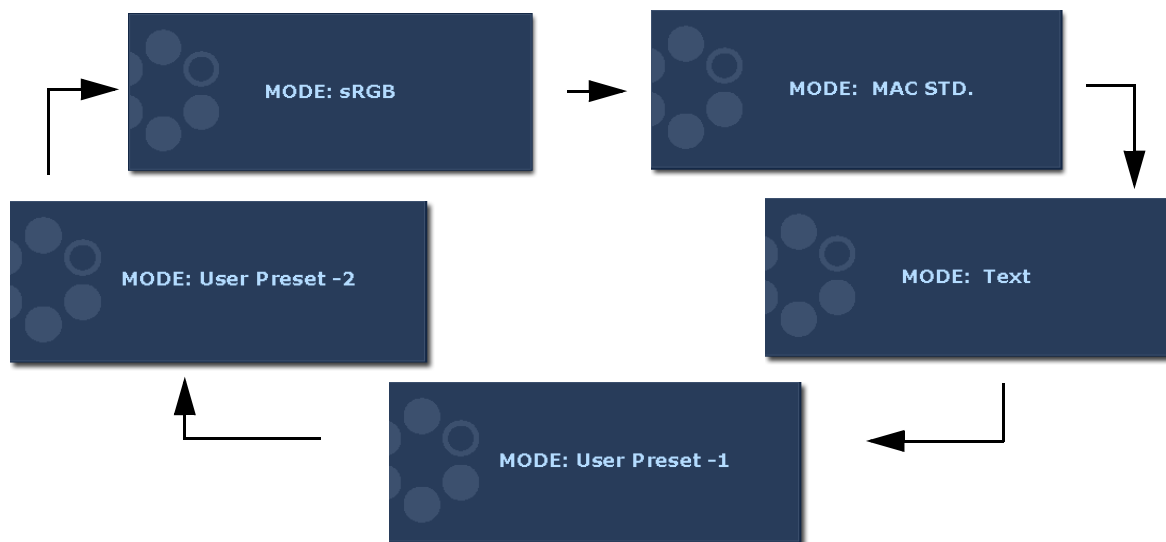 MODE: sRGB
MODE:  MAC STD.
MODE: User Preset -2
MODE:  Text
MODE: User Preset -1